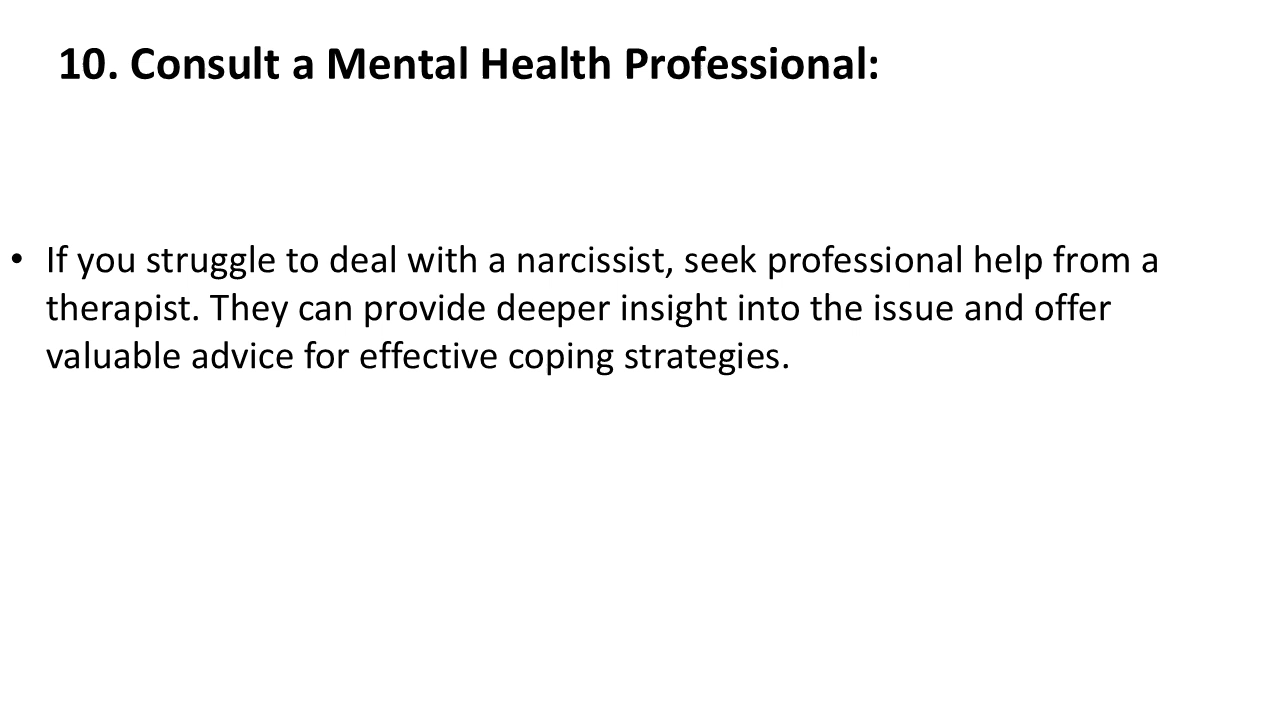 10. Consult a Mental Health Professional:
• If you struggle to deal with a narcissist, seek professional help from a
therapist. They can provide deeper insight into the issue and offer
valuable advice for effective coping strategies.